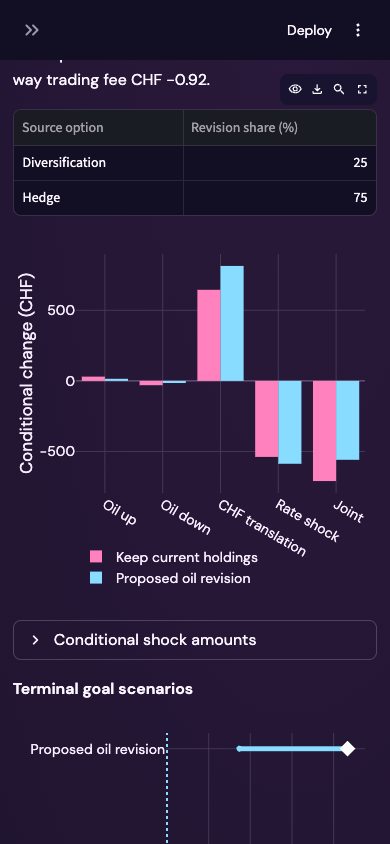 Deploy
way trading fee CHF −0.92.
Source option
Revision share (%)
Diversification
25
Hedge
75
Conditional change (CHF)
500
0
−500
Oil up
Oil down
CHF translation
Rate shock
Joint
Keep current holdings
Proposed oil revision
Conditional shock amounts
Terminal goal scenarios
Proposed oil revision